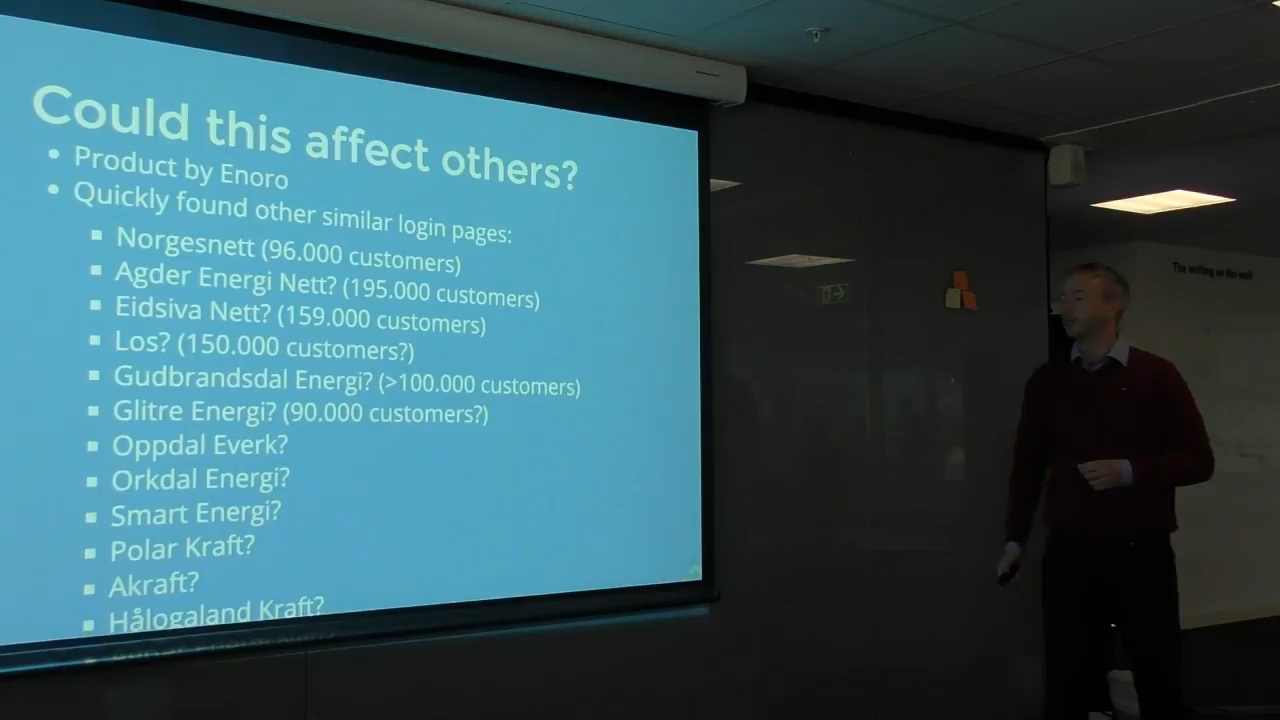 Could this affect others?
• Product by Enoro
• Quickly found other similar login pages:
▪ Norgesnett (96.000 customers)
▪ Agder Energi Nett? (195.000 customers)
▪ Eidsiva Nett? (159.000 customers)
▪ Los? (150.000 customers?)
▪ Gudbrandsdal Energi? (>100.000 customers)
▪ Glitre Energi? (90.000 customers?)
▪ Oppdal Everk?
▪ Orkdal Energi?
▪ Smart Energi?
▪ Polar Kraft?
▪ Akraft?
▪ Hålogaland Kraft?
The writing on the wall